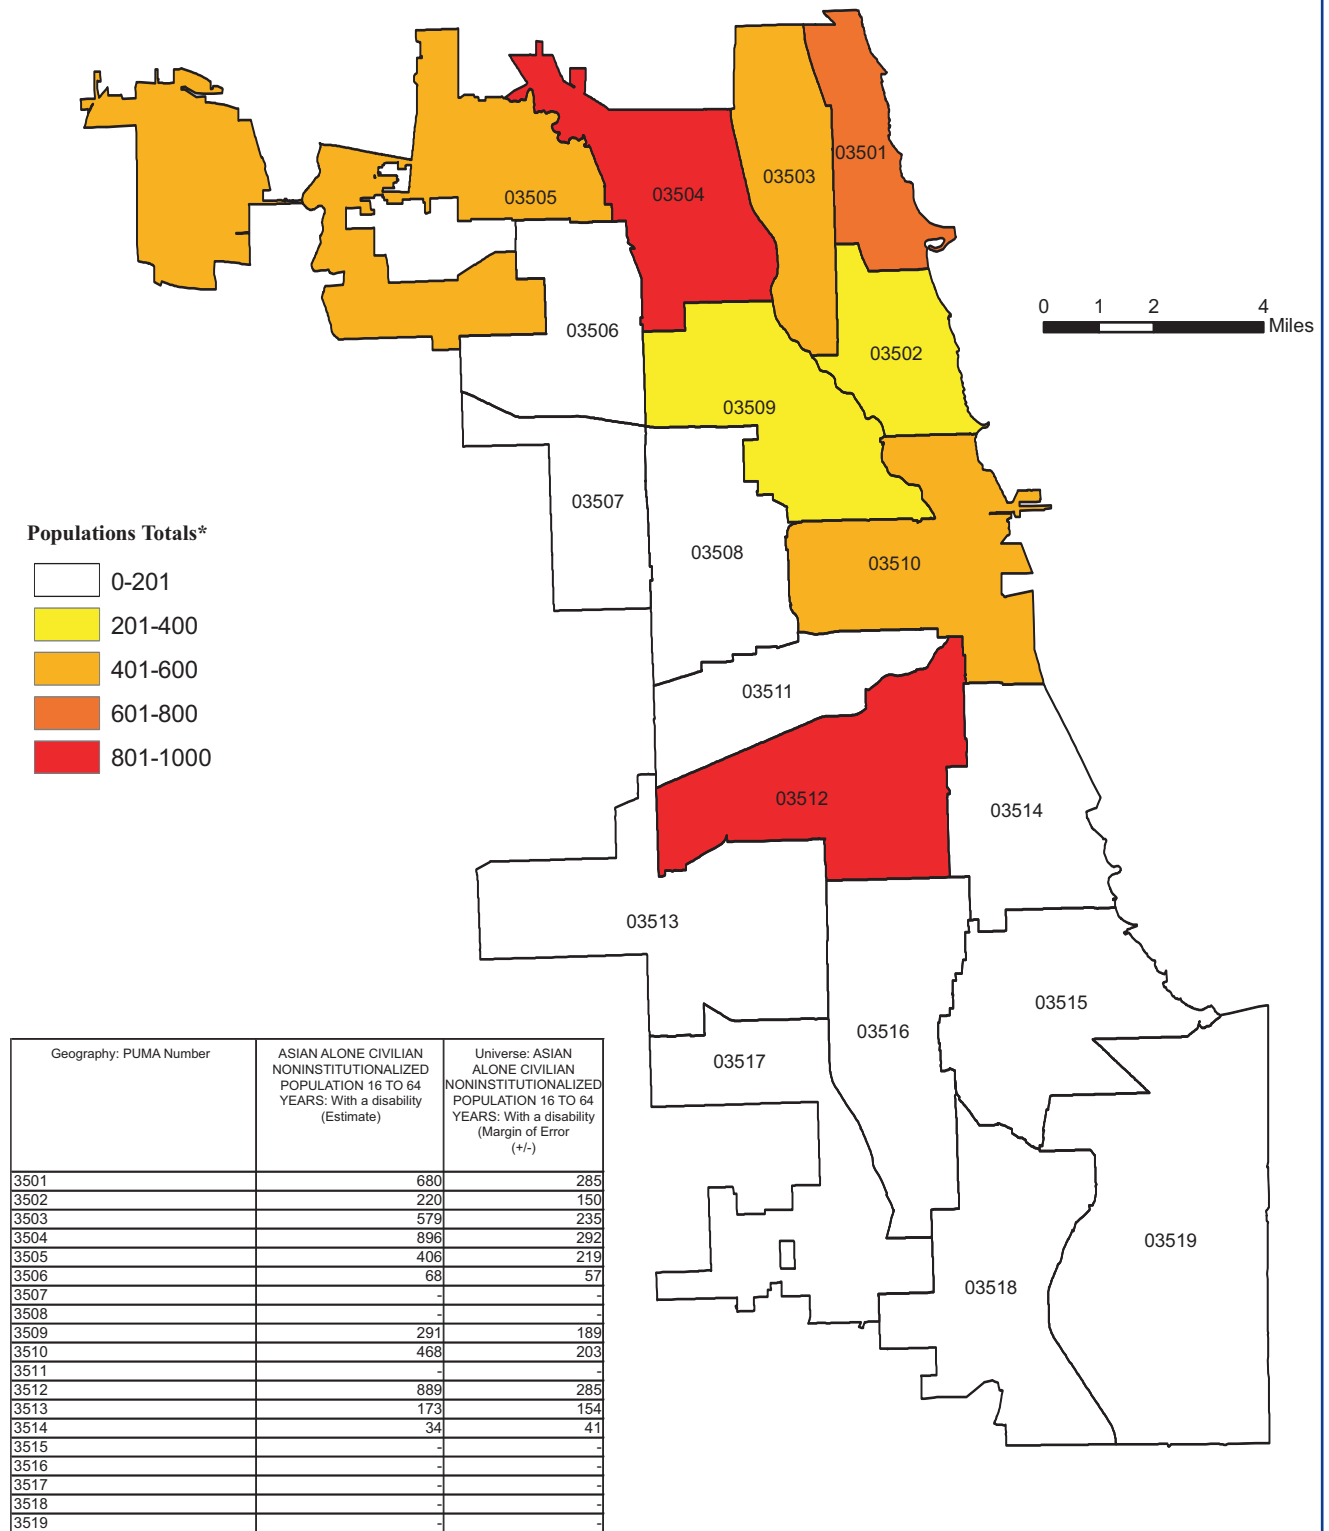 03501
03503
03504
03505
0 1 2 4
Miles
03506
03502
03509
03507
Populations Totals*
0-201
201-400
401-600
601-800
801-1000
03508
03510
03511
03512
03514
03513
03515
03516
03517
03519
03518
Geography: PUMA Number
ASIAN ALONE CIVILIAN
NONINSTITUTIONALIZED
POPULATION 16 TO 64
YEARS: With a disability
(Estimate)
Universe: ASIAN
ALONE CIVILIAN
NONINSTITUTIONALIZED
POPULATION 16 TO 64
YEARS: With a disability
(Margin of Error
(+/-)
3501 680 285
3502 220 150
3503 579 235
3504 896 292
3505 406 219
3506 68 57
3507 - -
3508 - -
3509 291 189
3510 468 203
3511 - -
3512 889 285
3513 173 154
3514 34 41
3515 - -
3516 - -
3517 - -
3518 - -
3519 - -